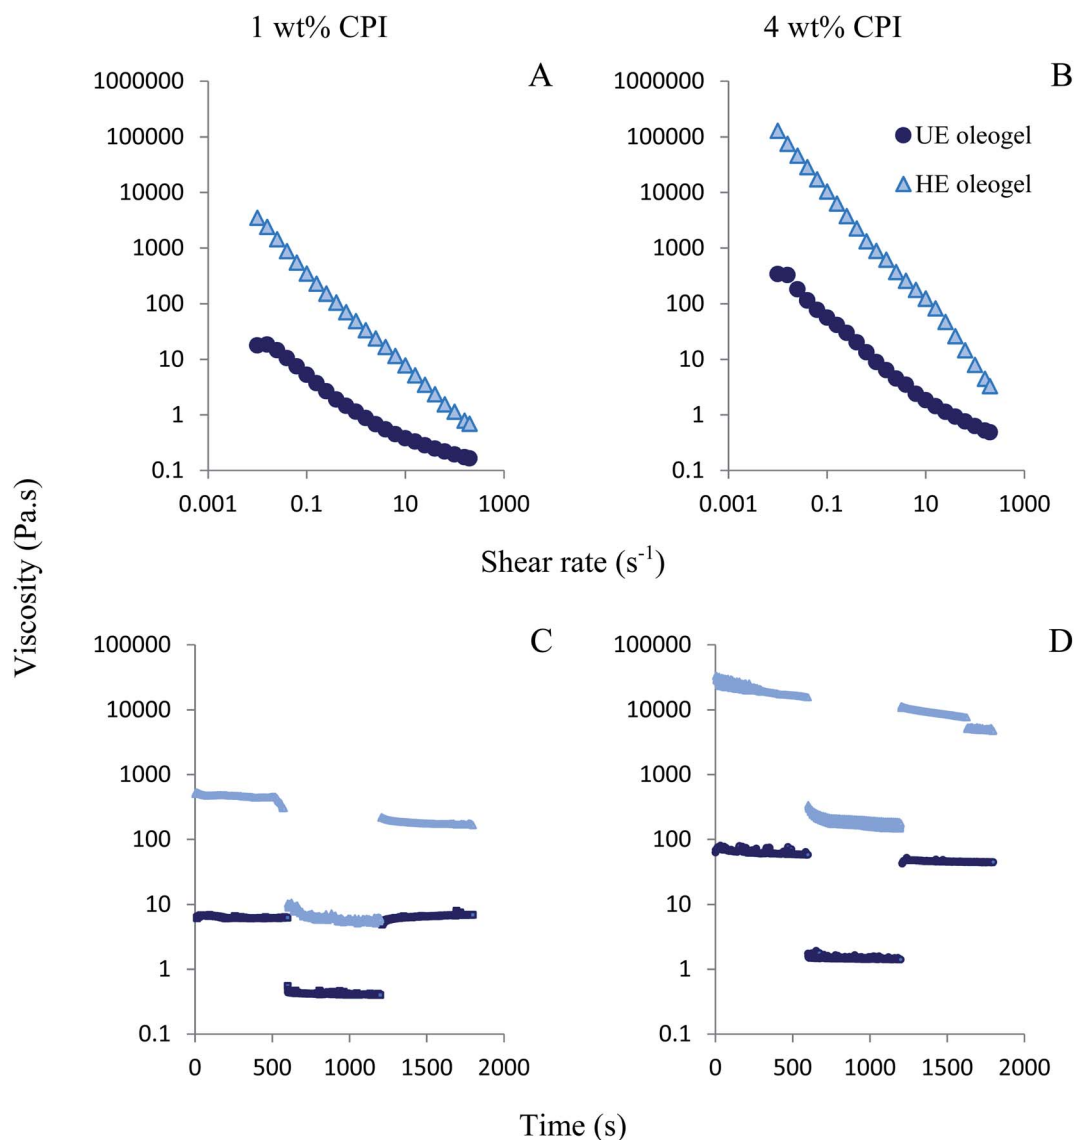 1 wt% CPI
4 wt% CPI
A
1000000
100000
10000
1000
100
10
1
0.1
0.001 0.1 10 1000
B
1000000
100000
10000
1000
100
10
1
0.1
0.001 0.1 10 1000
UE oleogel
HE oleogel
Viscosity (Pa.s)
Shear rate (s-1)
C
100000
10000
1000
100
10
1
0.1
0 500 1000 1500 2000
D
100000
10000
1000
100
10
1
0.1
0 500 1000 1500 2000
Time (s)